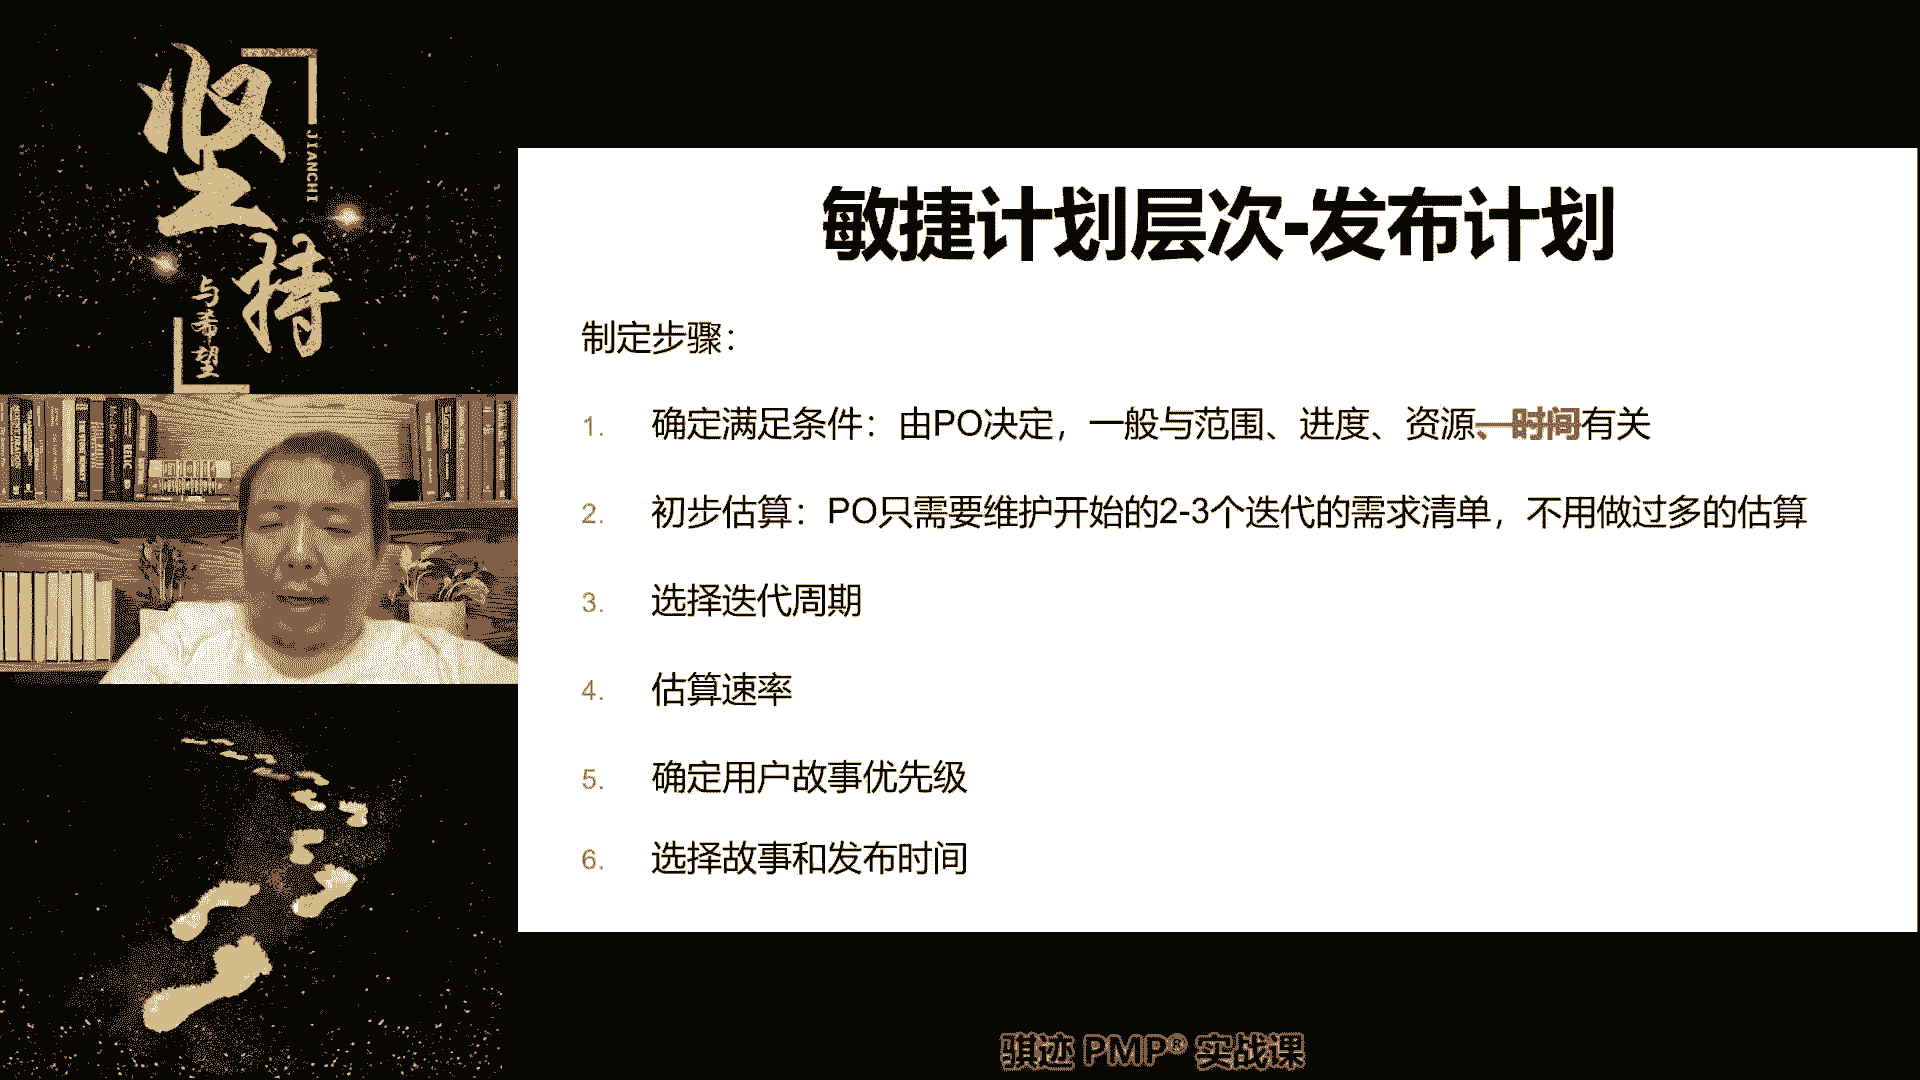 坚持
JIANCHI
与希望
敏捷计划层次-发布计划
制定步骤：
1. 确定满足条件：由PO决定，一般与范围、进度、资源、时间有关
2. 初步估算：PO只需要维护开始的2-3个迭代的需求清单，不用做过多的估算
3. 选择迭代周期
4. 估算速率
5. 确定用户故事优先级
6. 选择故事和发布时间
骐迹 PMP® 实战课